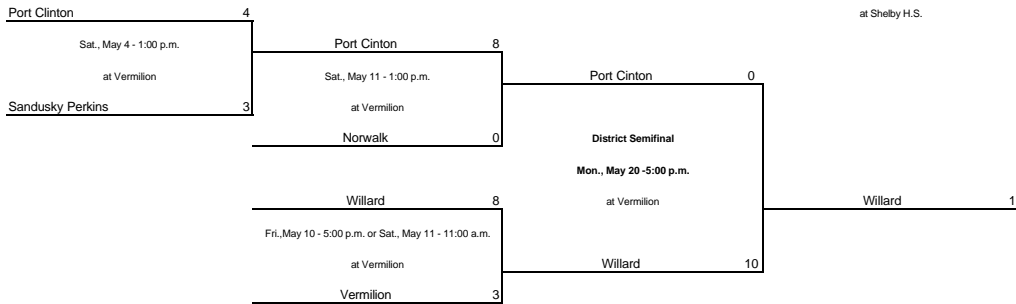 Port Clinton 4
at Shelby H.S.
Sat., May 4 - 1:00 p.m.
Port Cinton 8
at Vermilion
Sat., May 11 - 1:00 p.m.
Port Cinton 0
Sandusky Perkins 3
at Vermilion
Norwalk 0
District Semifinal
Mon., May 20 -5:00 p.m.
Willard 8
at Vermilion
Willard 1
Fri.,May 10 - 5:00 p.m. or Sat., May 11 - 11:00 a.m.
at Vermilion
Willard 10
Vermilion 3